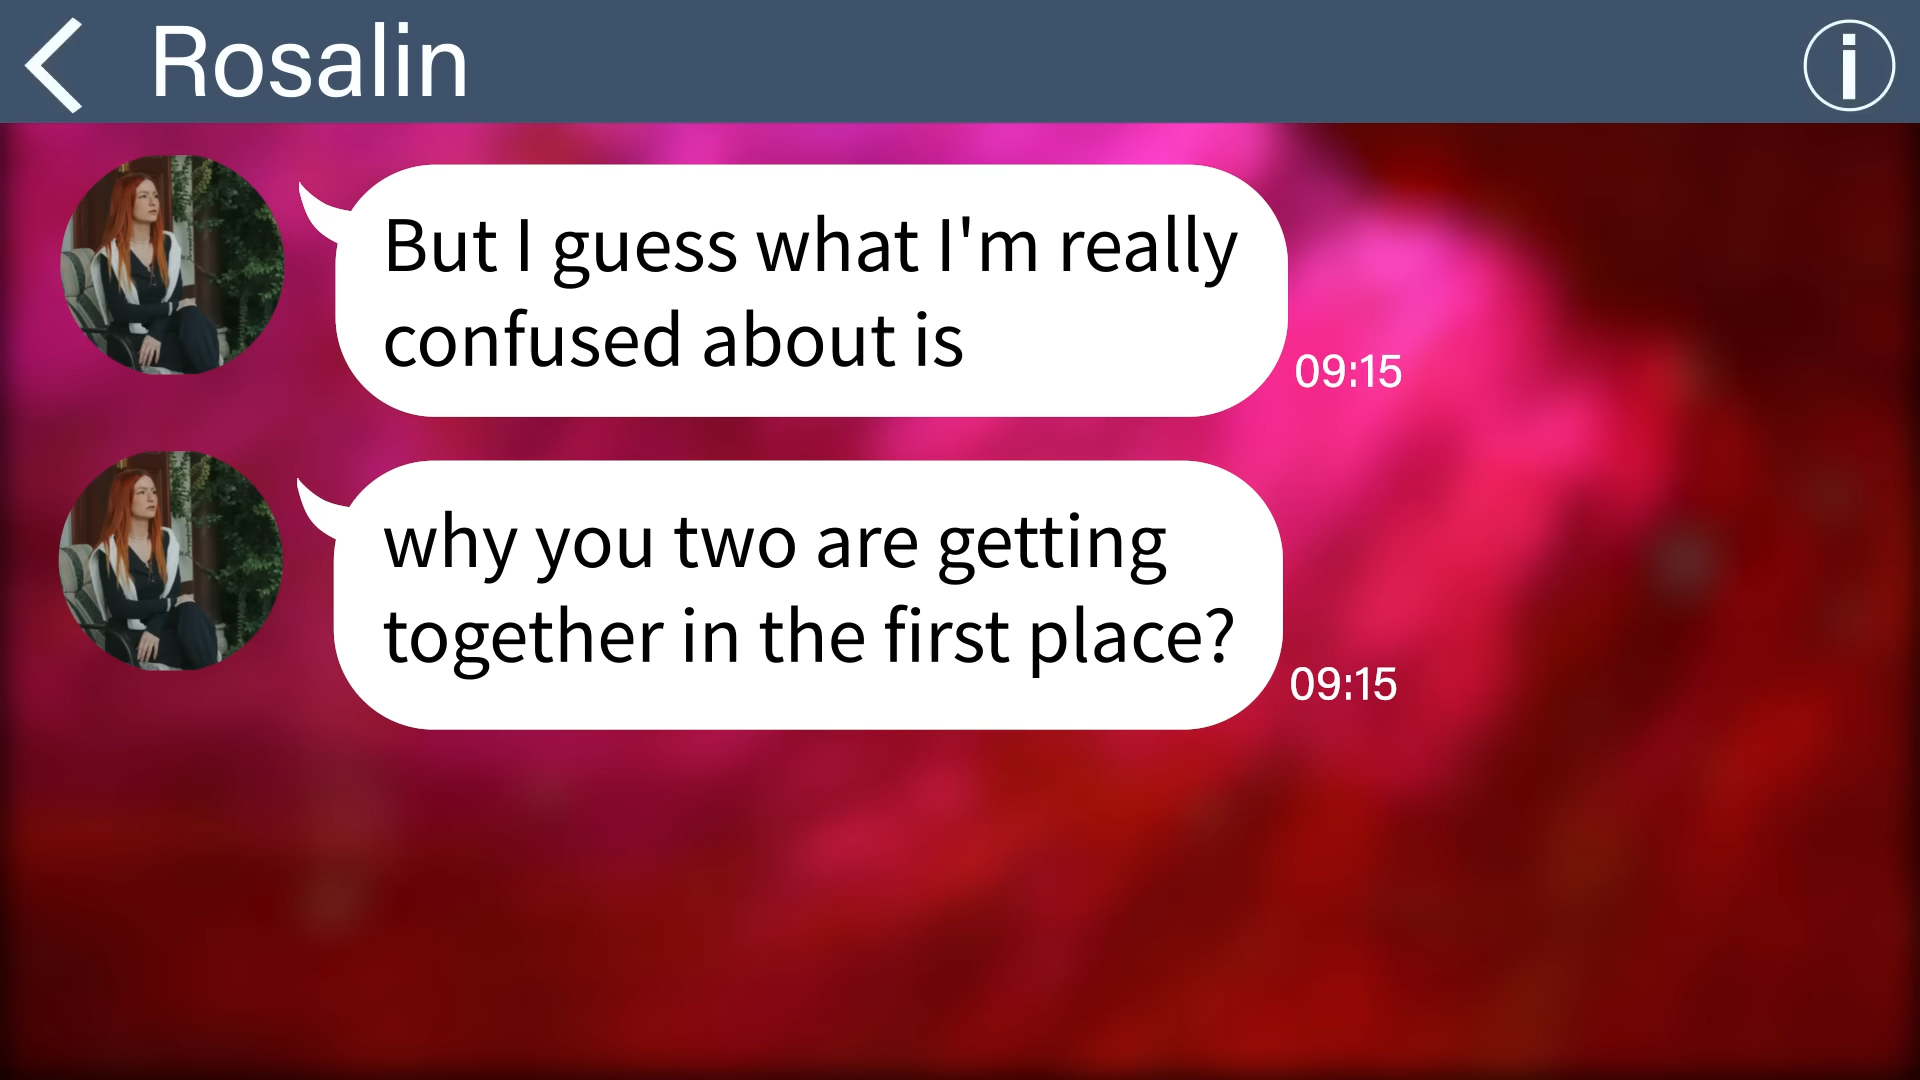 Rosalin
But I guess what I'm really
confused about is
09:15
why you two are getting
together in the first place?
09:15